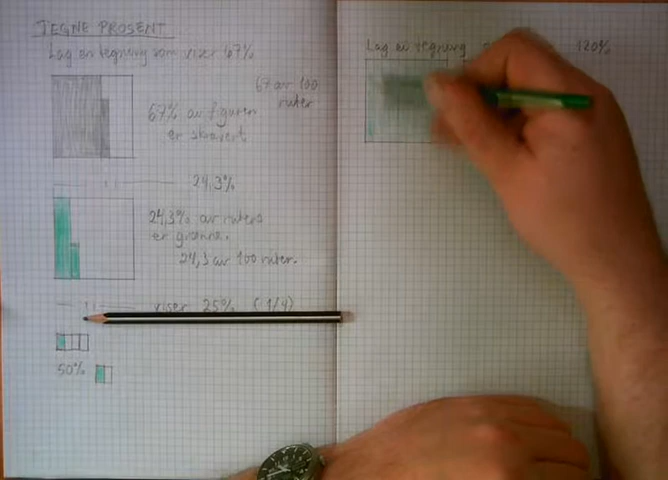 TEGNE PROSENT
Lag en tegning som viser 67%
67 av 100
ruter
67% av figuren
er skravert
24,3%
24,3% av rutene
er grønne.
24,3 av 100 ruter.
viser 25% (1/4)
50%
Lag en tegning
120%